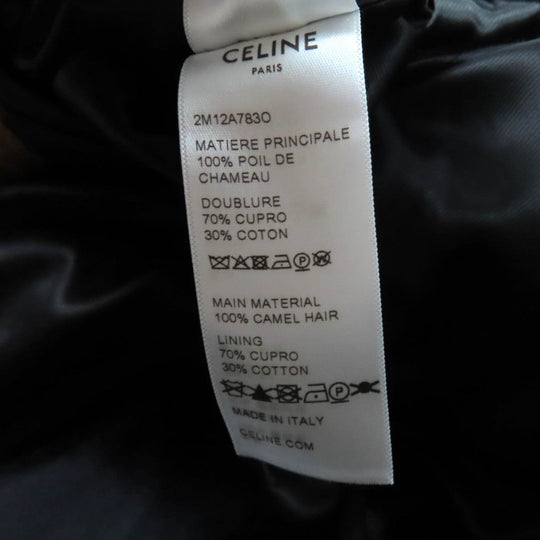 CELINE
PARIS
2M12A783O
MATIERE PRINCIPALE
100% POIL DE
CHAMEAU
DOUBLURE
70% CUPRO
30% COTON
MAIN MATERIAL
100% CAMEL HAIR
LINING
70% CUPRO
30% COTTON
MADE IN ITALY
CELINE.COM